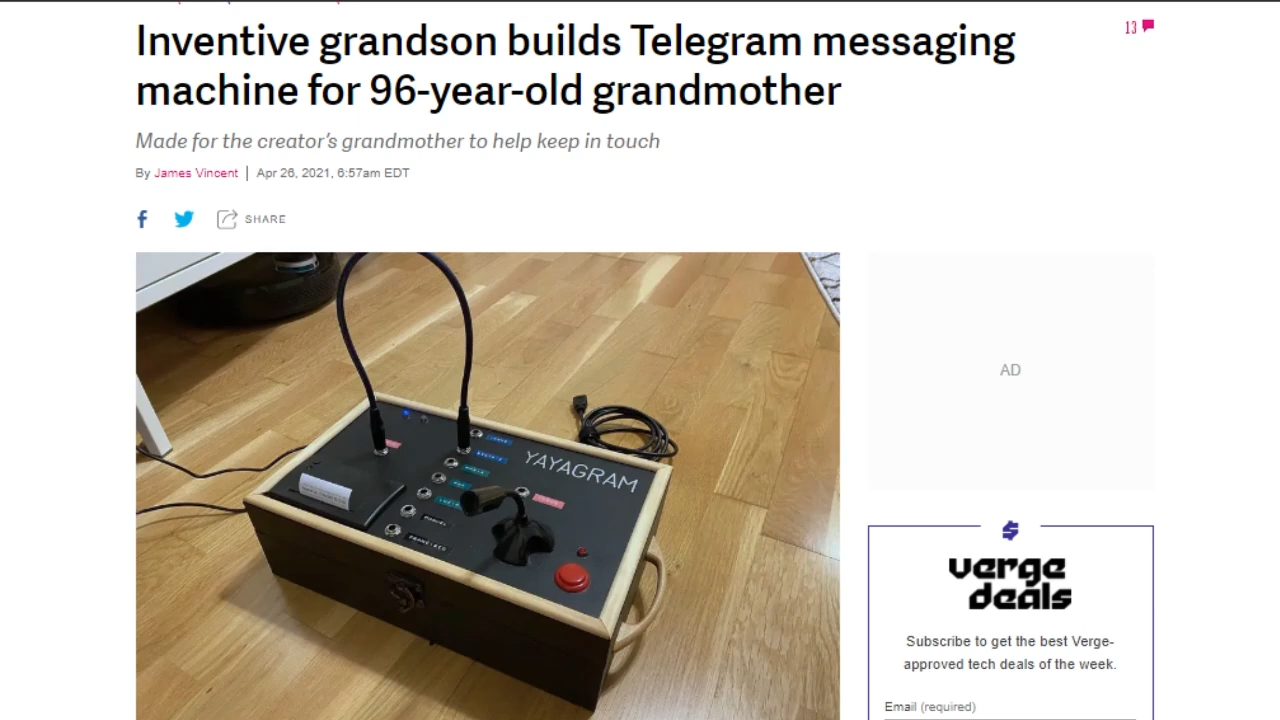 Inventive grandson builds Telegram messaging
machine for 96-year-old grandmother
13
Made for the creator's grandmother to help keep in touch
By James Vincent | Apr 26, 2021, 6:57am EDT
SHARE
YAYAGRAM
MANUEL
FRANCISCO
AD
verge
deals
Subscribe to get the best Verge-
approved tech deals of the week.
Email (required)